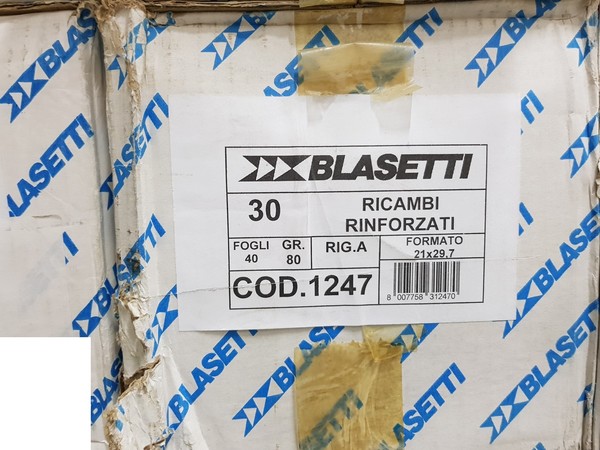 BLASETTI
BLASETTI
BLASETTI
BLASETTI
BLASETTI
30
RICAMBI
RINFORZATI
FOGLI
40
GR.
80
RIG.A
FORMATO
21x29.7
COD.1247
8 007758 312470
BLASETTI
BLASETTI